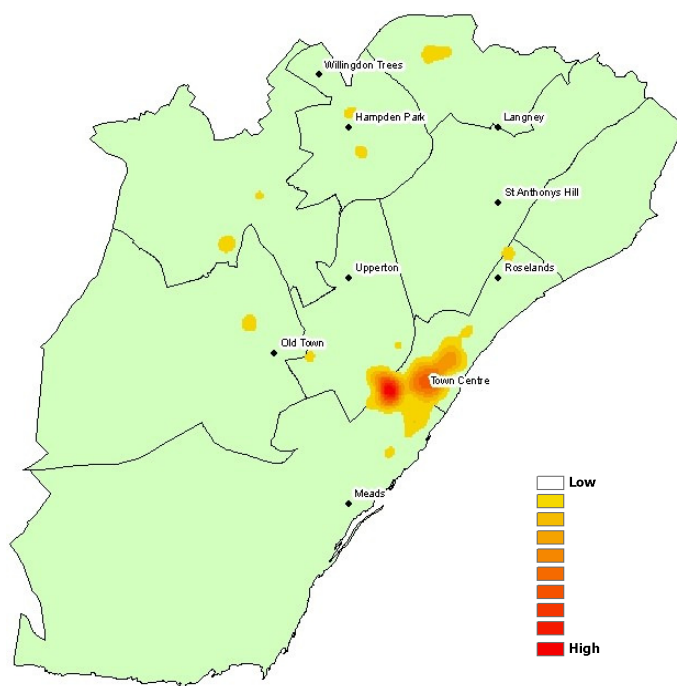 Willingdon Trees
Hampden Park
Langney
St Anthonys Hill
Upperton
Roselands
Old Town
Town Centre
Low
Meads
High